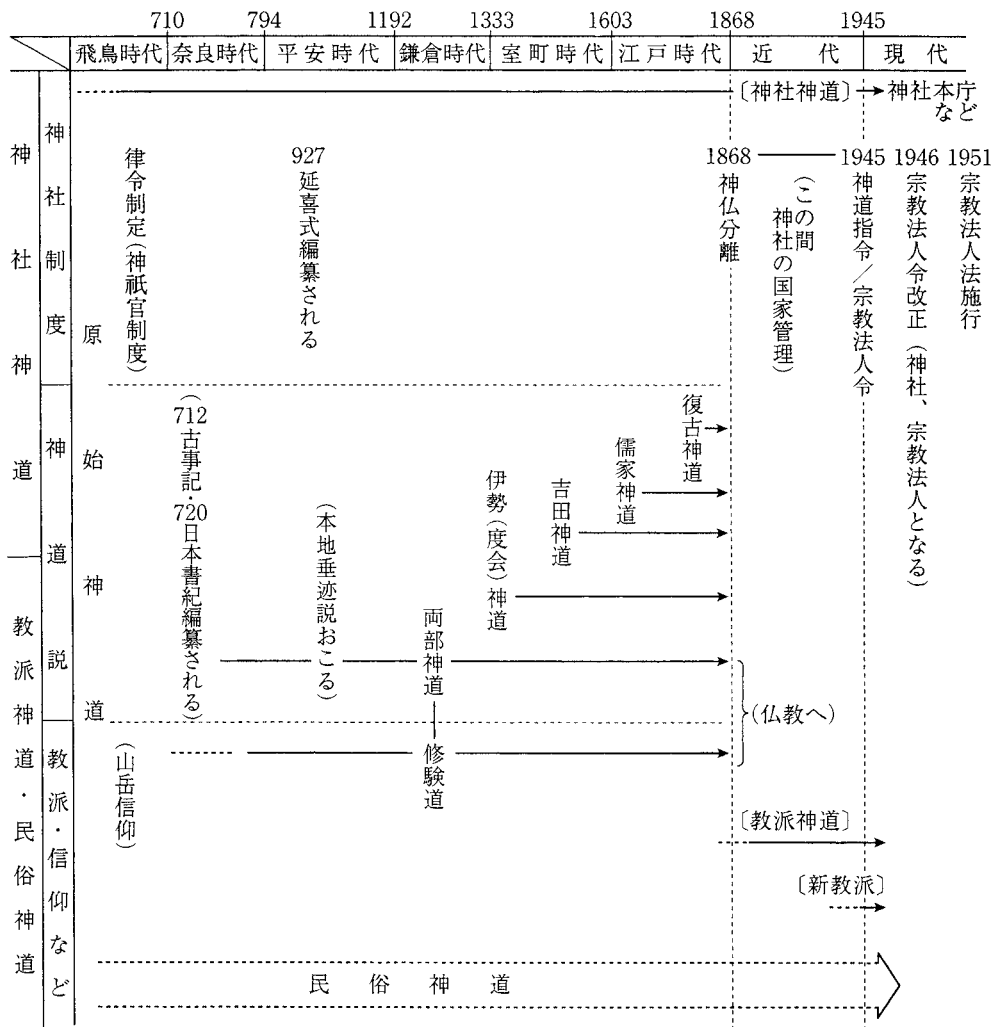 710 794 1192 1333 1603 1868 1945
飛鳥時代 奈良時代 平安時代 鎌倉時代 室町時代 江戸時代 近代 現代
神社神道
教派神道・民俗神道
神社制度
神道説
教派・信仰など
原始神道
〔神社神道〕
神社本庁など
律令制定(神祇官制度)
927
延喜式編纂される
1868
神仏分離
(この間
神社の国家管理)
1945
神道指令/宗教法人令
1946
宗教法人令改正(神社、宗教法人となる)
1951
宗教法人法施行
(712古事記・720日本書紀編纂される)
(本地垂迹説おこる)
両部神道
伊勢(度会)神道
吉田神道
儒家神道
復古神道
(仏教へ)
(山岳信仰)
修験道
〔教派神道〕
〔新教派〕
民俗神道